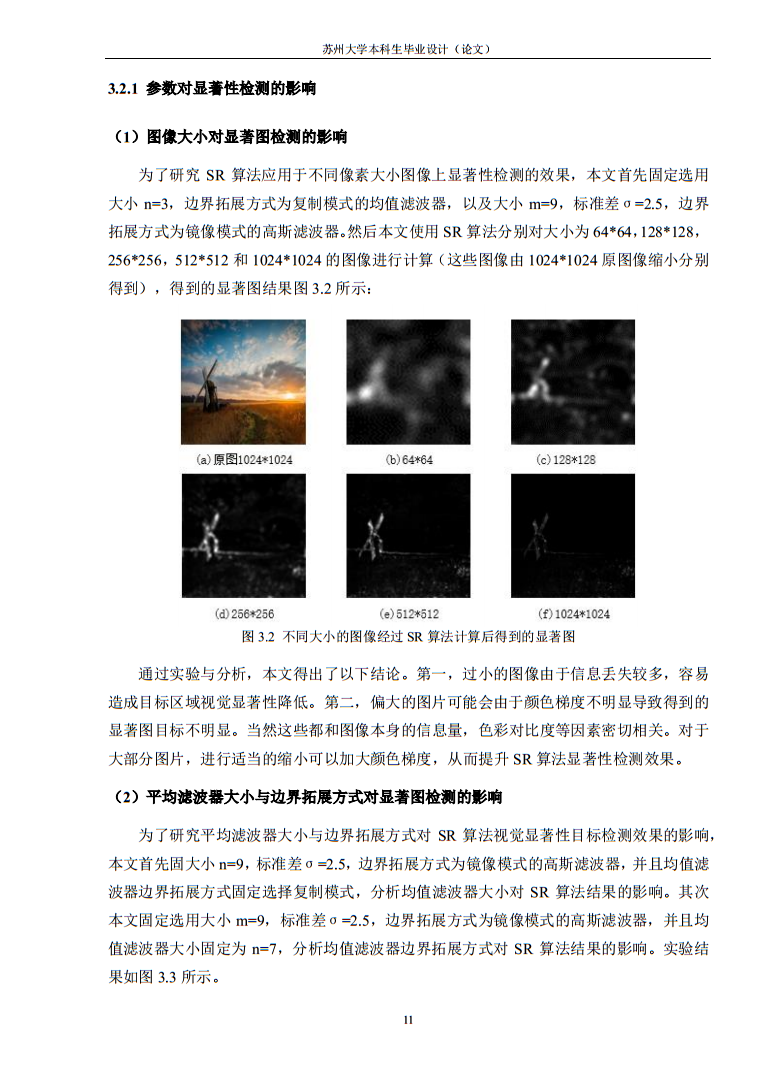 苏州大学本科生毕业设计（论文）
3.2.1 参数对显著性检测的影响
（1）图像大小对显著图检测的影响
为了研究 SR 算法应用于不同像素大小图像上显著性检测的效果，本文首先固定选用
大小 n=3，边界拓展方式为复制模式的均值滤波器，以及大小 m=9，标准差σ=2.5，边界
拓展方式为镜像模式的高斯滤波器。然后本文使用 SR 算法分别对大小为 64*64，128*128，
256*256，512*512 和 1024*1024 的图像进行计算（这些图像由 1024*1024 原图像缩小分别
得到），得到的显著图结果图 3.2 所示：
(a)原图1024*1024
(b)64*64
(c)128*128
(d)256*256
(e)512*512
(f)1024*1024
图 3.2 不同大小的图像经过 SR 算法计算后得到的显著图
通过实验与分析，本文得出了以下结论。第一，过小的图像由于信息丢失较多，容易
造成目标区域视觉显著性降低。第二，偏大的图片可能会由于颜色梯度不明显导致得到的
显著图目标不明显。当然这些都和图像本身的信息量，色彩对比度等因素密切相关。对于
大部分图片，进行适当的缩小可以加大颜色梯度，从而提升 SR 算法显著性检测效果。
（2）平均滤波器大小与边界拓展方式对显著图检测的影响
为了研究平均滤波器大小与边界拓展方式对 SR 算法视觉显著性目标检测效果的影响，
本文首先固大小 n=9，标准差σ=2.5，边界拓展方式为镜像模式的高斯滤波器，并且均值滤
波器边界拓展方式固定选择复制模式，分析均值滤波器大小对 SR 算法结果的影响。其次
本文固定选用大小 m=9，标准差σ=2.5，边界拓展方式为镜像模式的高斯滤波器，并且均
值滤波器大小固定为 n=7，分析均值滤波器边界拓展方式对 SR 算法结果的影响。实验结
果如图 3.3 所示。
11